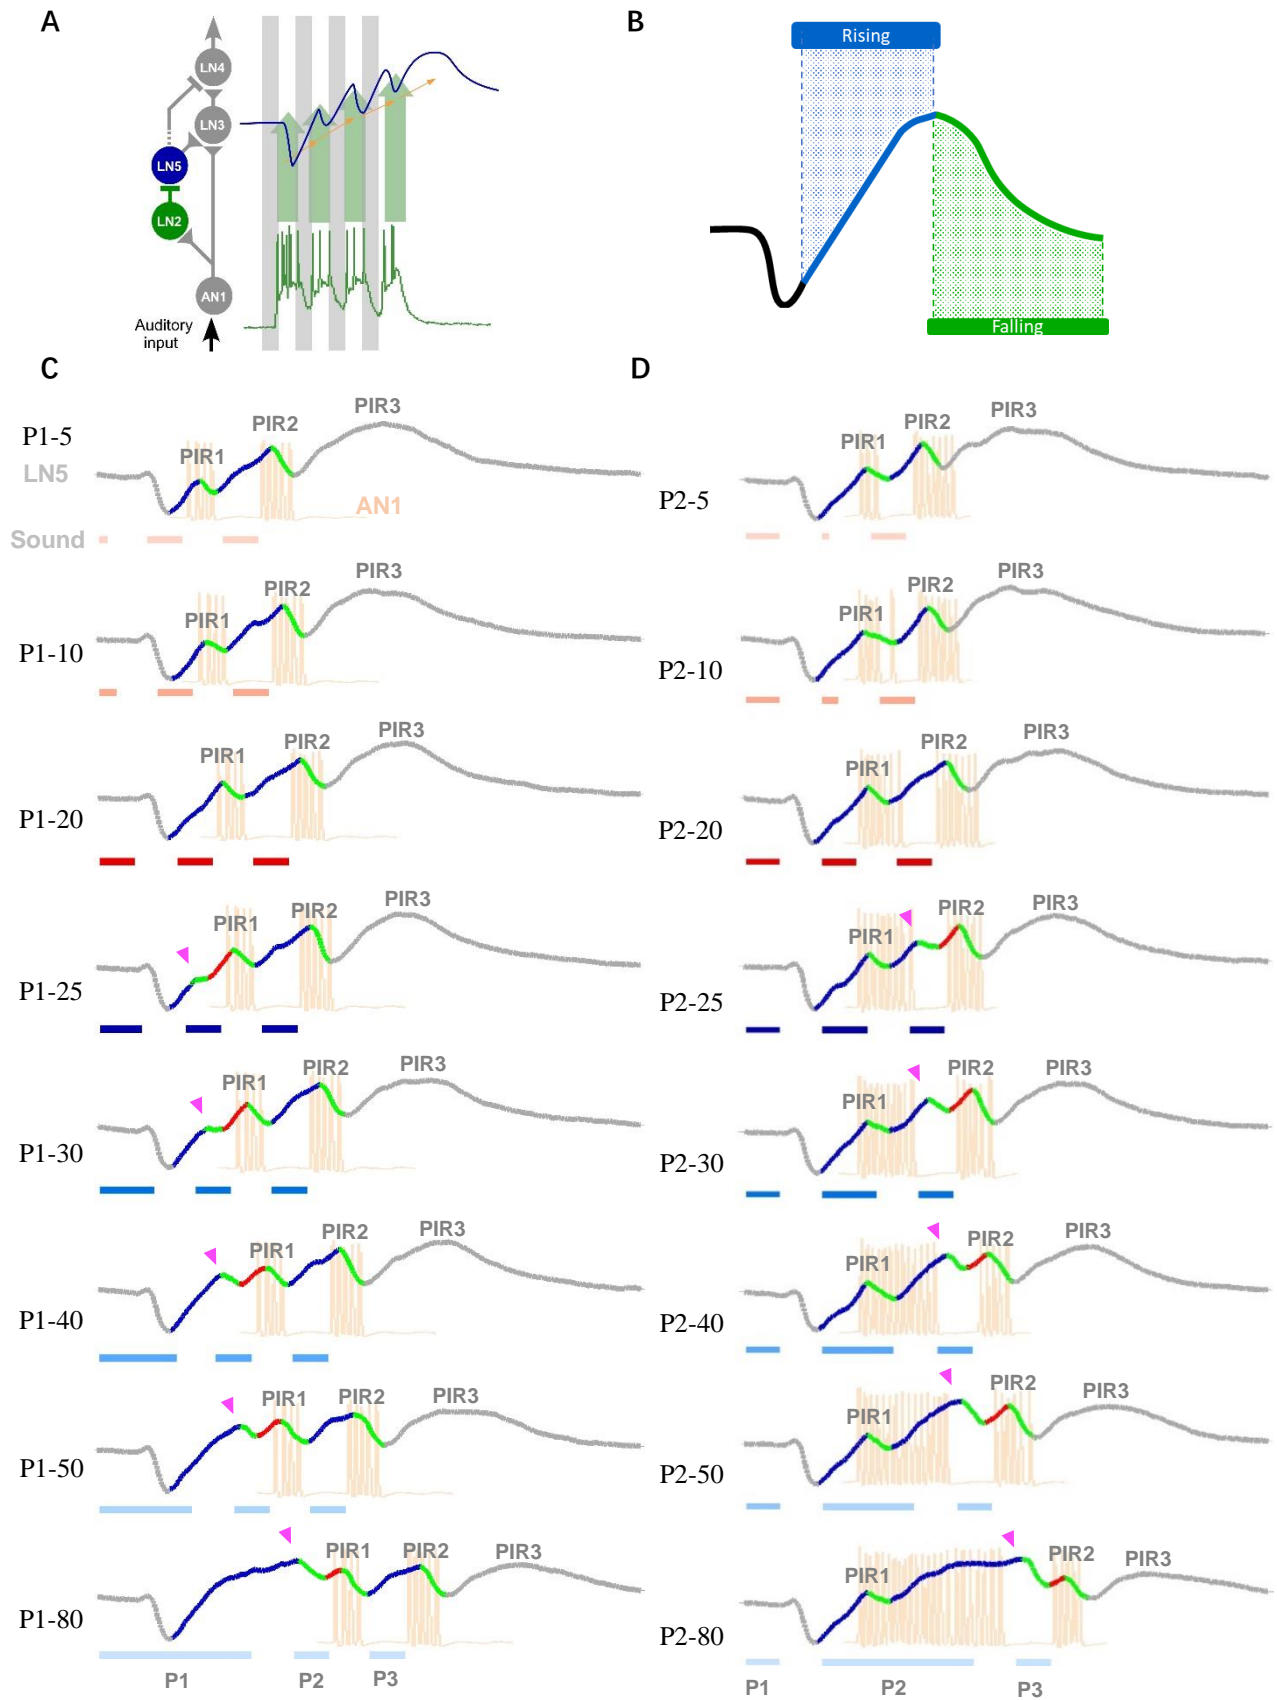 A
B
LN4
LN3
LN5
LN2
AN1
Auditory
input
Rising
Falling
C
D
P1-5
LN5
Sound
PIR1
PIR2
PIR3
AN1
P2-5
PIR1
PIR2
PIR3
P1-10
PIR1
PIR2
PIR3
P2-10
PIR1
PIR2
PIR3
P1-20
PIR1
PIR2
PIR3
P2-20
PIR1
PIR2
PIR3
P1-25
PIR1
PIR2
PIR3
P2-25
PIR1
PIR2
PIR3
P1-30
PIR1
PIR2
PIR3
P2-30
PIR1
PIR2
PIR3
P1-40
PIR1
PIR2
PIR3
P2-40
PIR1
PIR2
PIR3
P1-50
PIR1
PIR2
PIR3
P2-50
PIR1
PIR2
PIR3
P1-80
PIR1
PIR2
PIR3
P2-80
PIR1
PIR2
PIR3
P1 P2 P3
P1 P2 P3